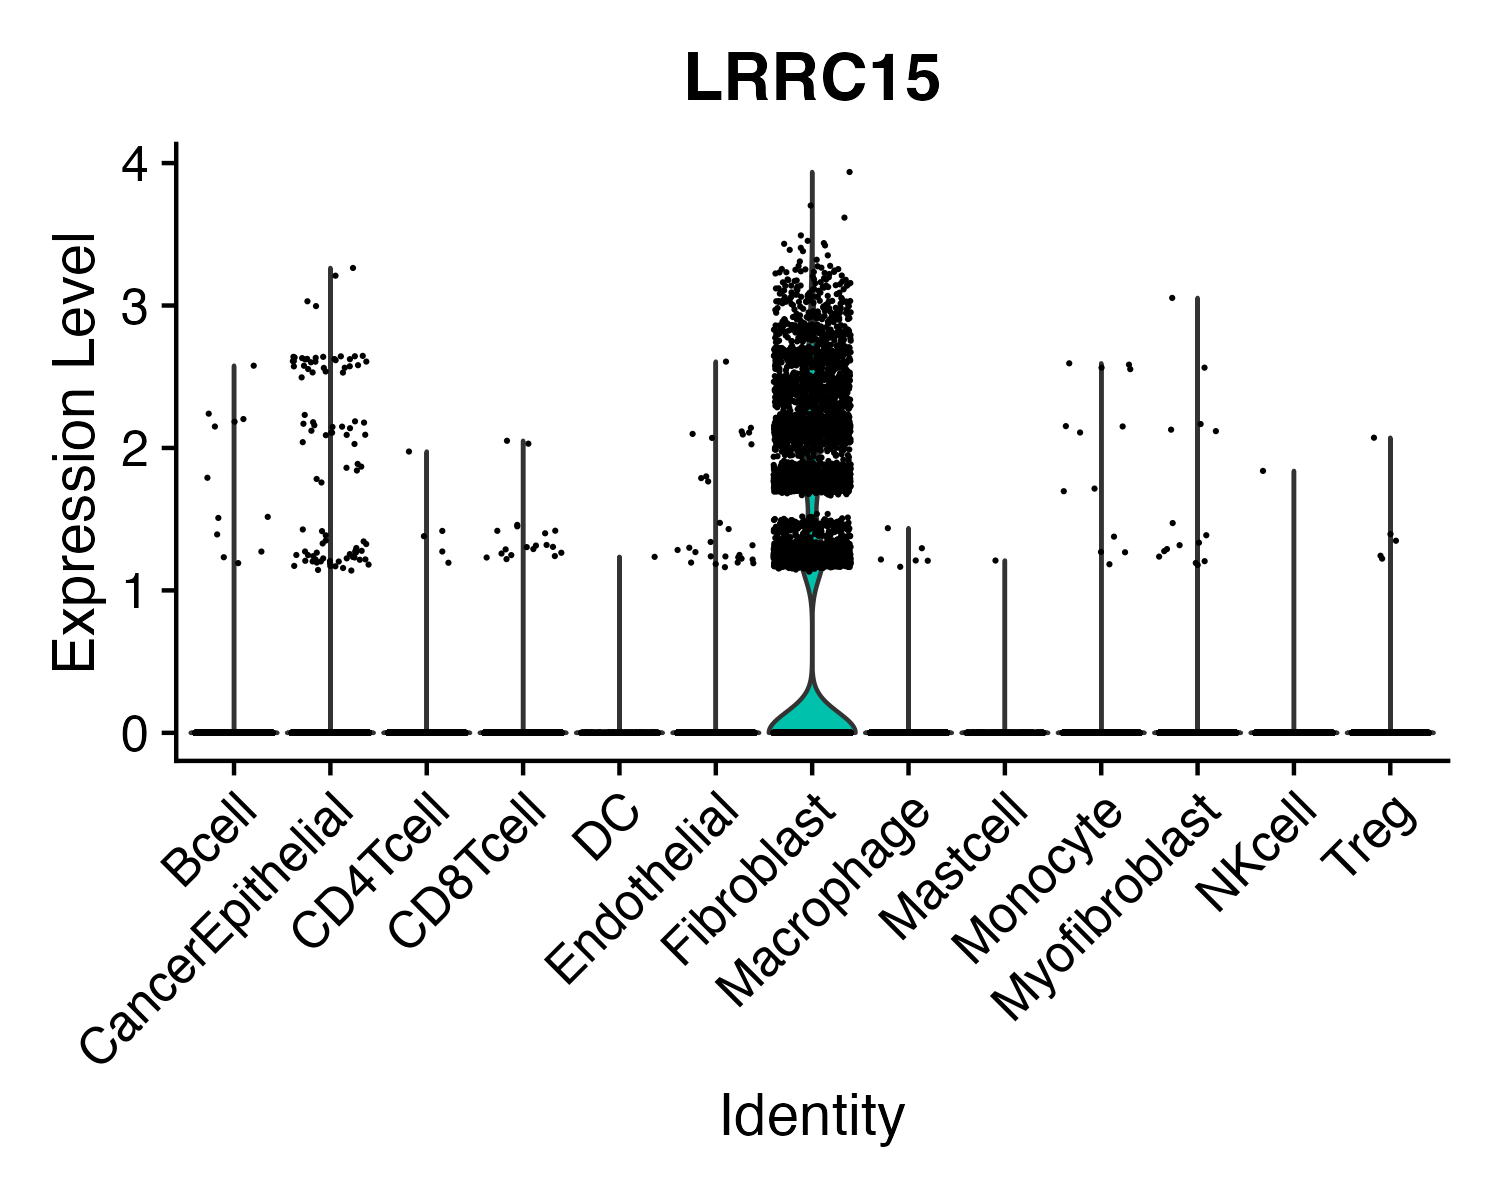 LRRC15
Expression Level
4
3
2
1
0
Bcell
CancerEpithelial
CD4Tcell
CD8Tcell
DC
Endothelial
Fibroblast
Macrophage
Mastcell
Monocyte
Myofibroblast
NKcell
Treg
Identity